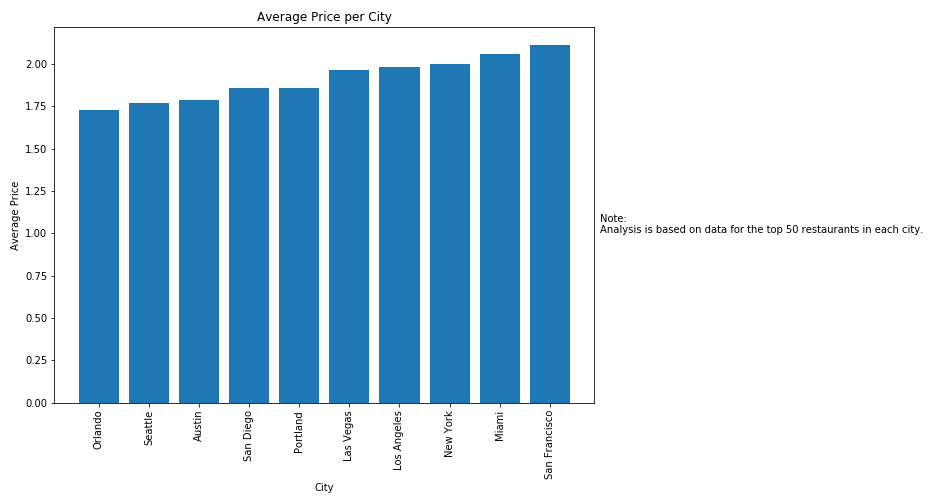 Average Price per City
Average Price
2.00
1.75
1.50
1.25
1.00
0.75
0.50
0.25
0.00
Orlando
Seattle
Austin
San Diego
Portland
Las Vegas
Los Angeles
New York
Miami
San Francisco
City
Note:
Analysis is based on data for the top 50 restaurants in each city.